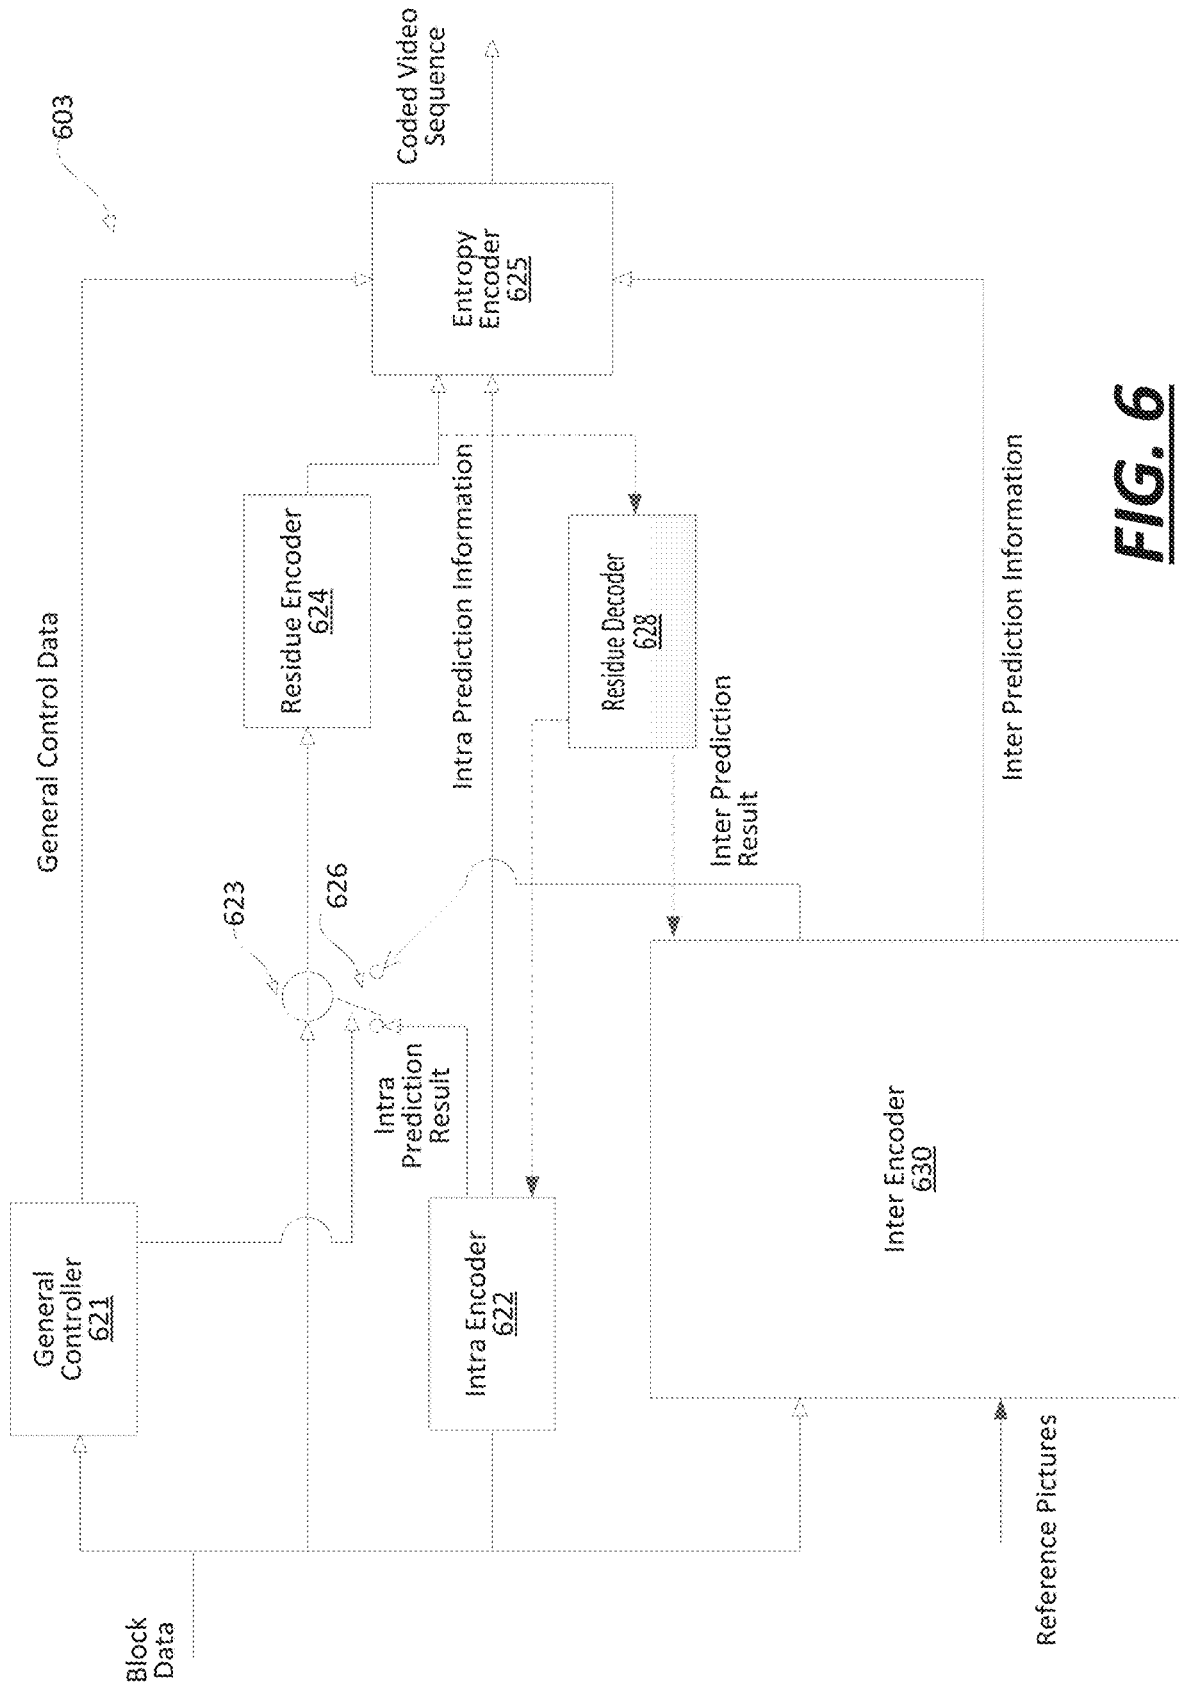 603
General Control Data
Coded Video
Sequence
General
Controller
621
623
626
Residue Encoder
624
Entropy
Encoder
625
Block
Data
Intra
Prediction
Result
Intra Prediction Information
Intra Encoder
622
Residue Decoder
628
Inter Prediction
Result
Inter Encoder
630
Inter Prediction Information
Reference Pictures
FIG. 6